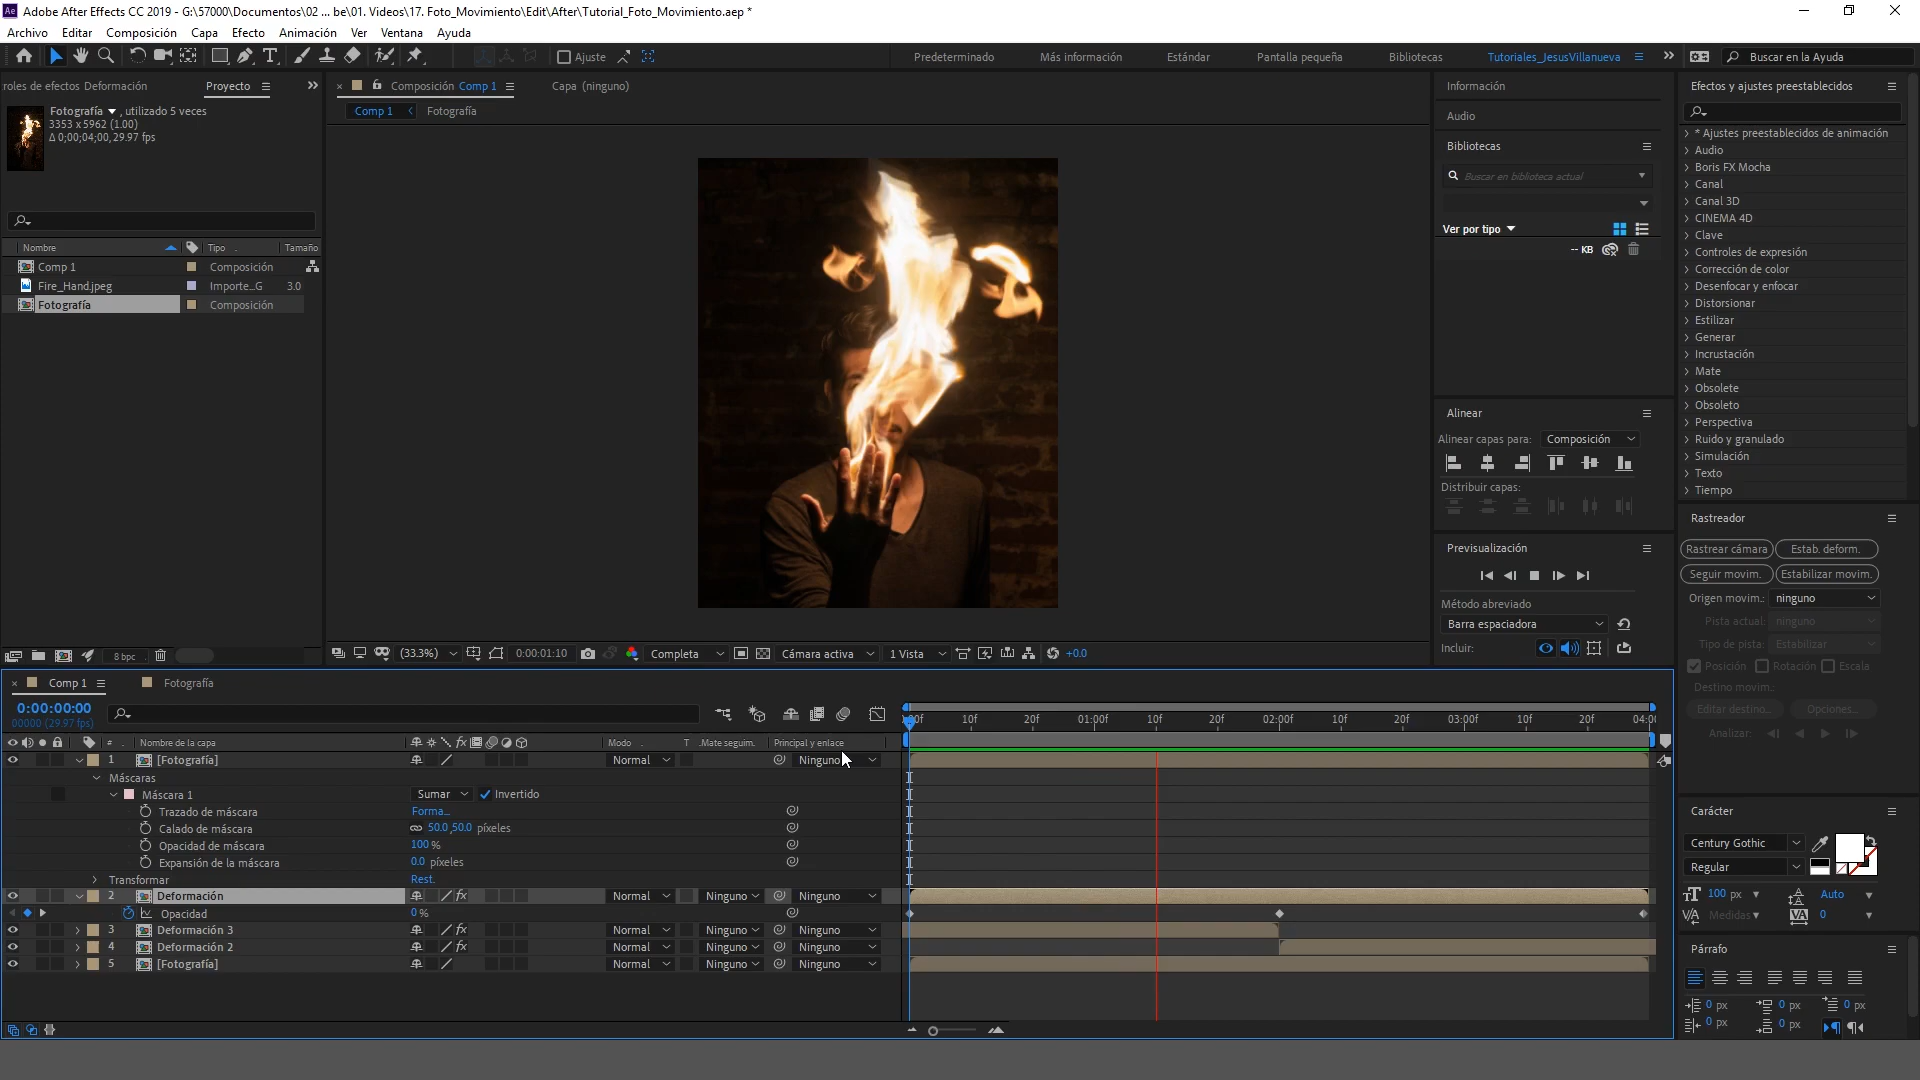 Adobe After Effects CC 2019 - G:\57000\Documentos\02 ... be\01. Videos\17. Foto_Movimiento\Edit\After\Tutorial_Foto_Movimiento.aep *
Archivo Editar Composición Capa Efecto Animación Ver Ventana Ayuda
Ajuste Predeterminado Más información Estándar Pantalla pequeña Bibliotecas Tutoriales_JesusVillanueva Buscar en la Ayuda
roles de efectos Deformación Proyecto
Fotografía , utilizado 5 veces
3353 x 5962 (1.00)
Δ 0;00;04;00, 29.97 fps
Nombre Tipo Tamaño
Comp 1 Composición
Fire_Hand.jpeg Importe...G 3.0
Fotografía Composición
8 bpc
Composición Comp 1 Capa (ninguno)
Comp 1 Fotografía
(33.3%) 0:00:01:10 Completa Cámara activa 1 Vista +0.0
Información
Audio
Bibliotecas
Buscar en biblioteca actual
Ver por tipo
-- KB
Alinear
Alinear capas para: Composición
Distribuir capas:
Previsualización
Método abreviado
Barra espaciadora
Incluir:
Efectos y ajustes preestablecidos
* Ajustes preestablecidos de animación
Audio
Boris FX Mocha
Canal
Canal 3D
CINEMA 4D
Clave
Controles de expresión
Corrección de color
Desenfocar y enfocar
Distorsionar
Estilizar
Generar
Incrustación
Mate
Obsolete
Obsoleto
Perspectiva
Ruido y granulado
Simulación
Texto
Tiempo
Rastreador
Rastrear cámara Estab. deform.
Seguir movim. Estabilizar movim.
Origen movim.: ninguno
Pista actual: ninguno
Tipo de pista: Estabilizar
Posición Rotación Escala
Destino movim.:
Editar destino... Opciones...
Analizar:
Carácter
Century Gothic
Regular
100 px Auto
Medidas 0
Párrafo
0 px 0 px 0 px
0 px 0 px
Comp 1 Fotografía
0:00:00:00
00000 (29.97 fps)
:00f 10f 20f 01:00f 10f 20f 02:00f 10f 20f 03:00f 10f 20f 04:00
# Nombre de la capa Modo T .Mate seguim. Principal y enlace
1 [Fotografía] Normal Ninguno
Máscaras
Máscara 1 Sumar Invertido
Trazado de máscara Forma...
Calado de máscara 50.0,50.0 píxeles
Opacidad de máscara 100 %
Expansión de la máscara 0.0 píxeles
Transformar Rest.
2 Deformación Normal Ninguno Ninguno
Opacidad 0 %
3 Deformación 3 Normal Ninguno Ninguno
4 Deformación 2 Normal Ninguno Ninguno
5 [Fotografía] Normal Ninguno Ninguno